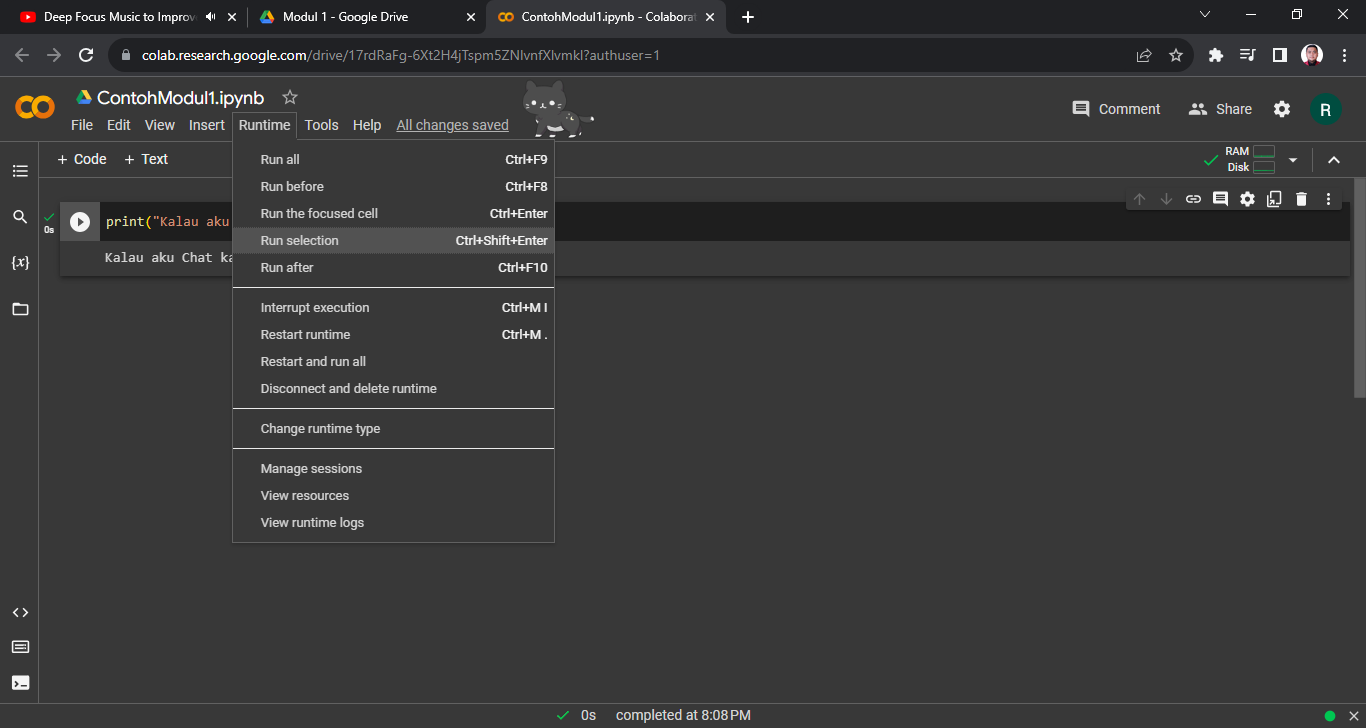 Deep Focus Music to Improv
Modul 1 - Google Drive
ContohModul1.ipynb - Colabora
colab.research.google.com/drive/17rdRaFg-6Xt2H4jTspm5ZNlvnfXlvmkl?authuser=1
ContohModul1.ipynb
Comment
Share
R
File Edit View Insert Runtime Tools Help All changes saved
+ Code + Text
RAM
Disk
Run all Ctrl+F9
Run before Ctrl+F8
Run the focused cell Ctrl+Enter
Run selection Ctrl+Shift+Enter
Run after Ctrl+F10
Interrupt execution Ctrl+M I
Restart runtime Ctrl+M .
Restart and run all
Disconnect and delete runtime
Change runtime type
Manage sessions
View resources
View runtime logs
{x}
0s
print("Kalau aku
Kalau aku Chat ka
0s completed at 8:08 PM